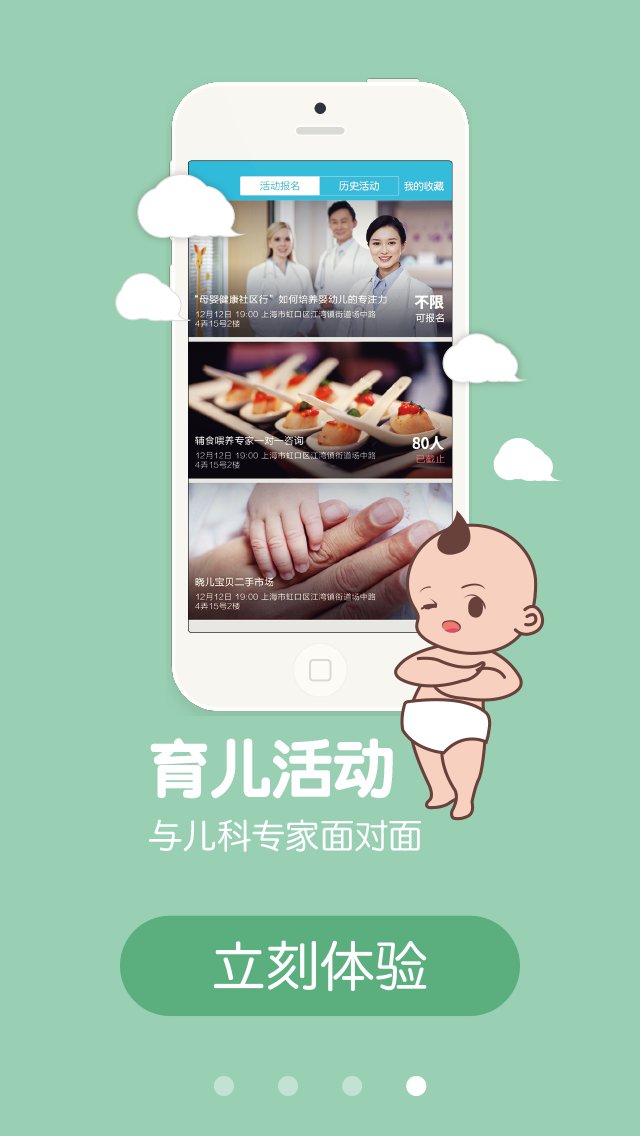 活动报名 历史活动 我的收藏
“母婴健康社区行”如何培养婴幼儿的专注力
不限
12月12日 19:00 上海市虹口区江湾镇街道场中路
4弄15号2楼
可报名
辅食喂养专家一对一咨询
80人
12月12日 19:00 上海市虹口区江湾镇街道场中路
4弄15号2楼
已截止
晓儿宝贝二手市场
12月12日 19:00 上海市虹口区江湾镇街道场中路
4弄15号2楼
育儿活动
与儿科专家面对面
立刻体验